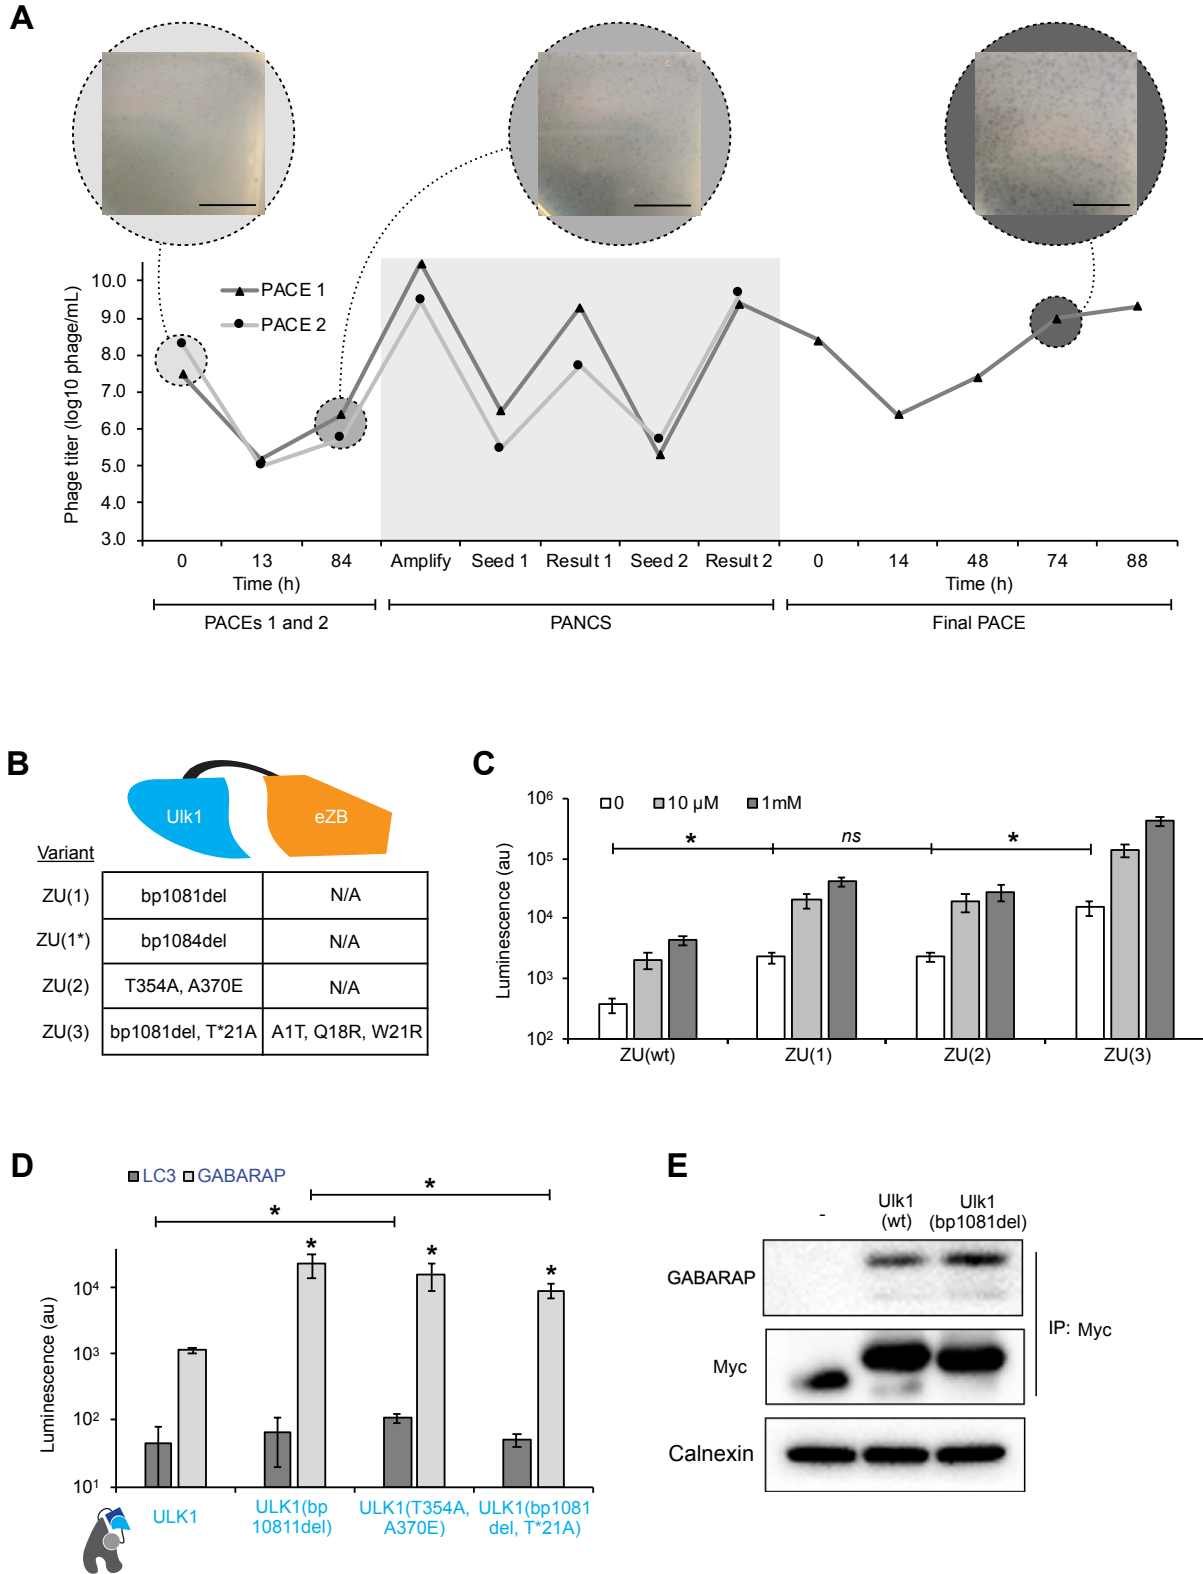 A
Phage titer (log10 phage/mL)
10.0
9.0
8.0
7.0
6.0
5.0
4.0
3.0
PACE 1
PACE 2
0 13 84 Amplify Seed 1 Result 1 Seed 2 Result 2 0 14 48 74 88
Time (h) Time (h)
PACEs 1 and 2 PANCS Final PACE
B
Ulk1 eZB
Variant
ZU(1) bp1081del N/A
ZU(1*) bp1084del N/A
ZU(2) T354A, A370E N/A
ZU(3) bp1081del, T*21A A1T, Q18R, W21R
C
Luminescence (au)
10⁶
10⁵
10⁴
10³
10²
0 10 µM 1mM
* ns *
ZU(wt) ZU(1) ZU(2) ZU(3)
D
LC3 GABARAP
*
*
* * *
Luminescence (au)
10⁴
10³
10²
10¹
ULK1
ULK1(bp
10811del)
ULK1(T354A,
A370E)
ULK1(bp1081
del, T*21A)
E
-
Ulk1
(wt)
Ulk1
(bp1081del)
GABARAP
Myc
Calnexin
IP: Myc